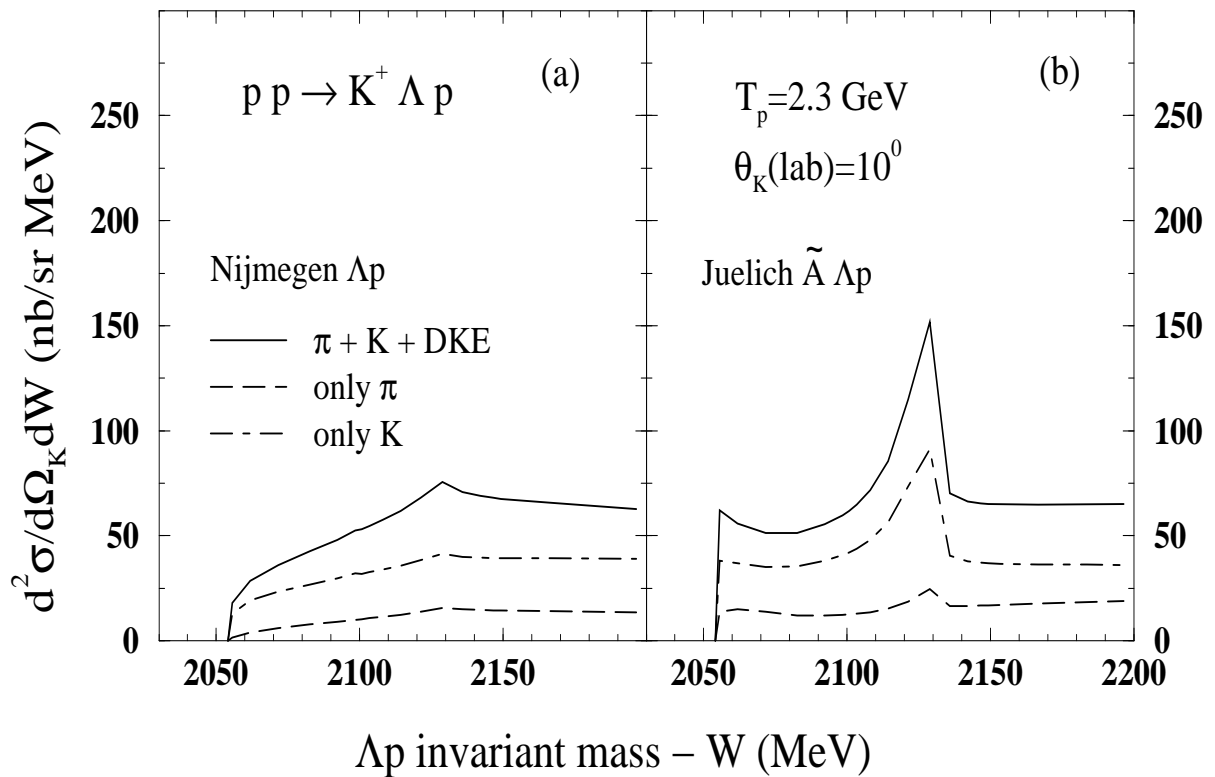 d²σ/dΩ_K dW (nb/sr MeV)
250
200
150
100
50
0
p p → K⁺ Λ p
(a)
Nijmegen Λp
π + K + DKE
only π
only K
2050
2100
2150
(b)
T_p=2.3 GeV
θ_K(lab)=10⁰
Juelich Ã Λp
250
200
150
100
50
0
2050
2100
2150
2200
Λp invariant mass – W (MeV)